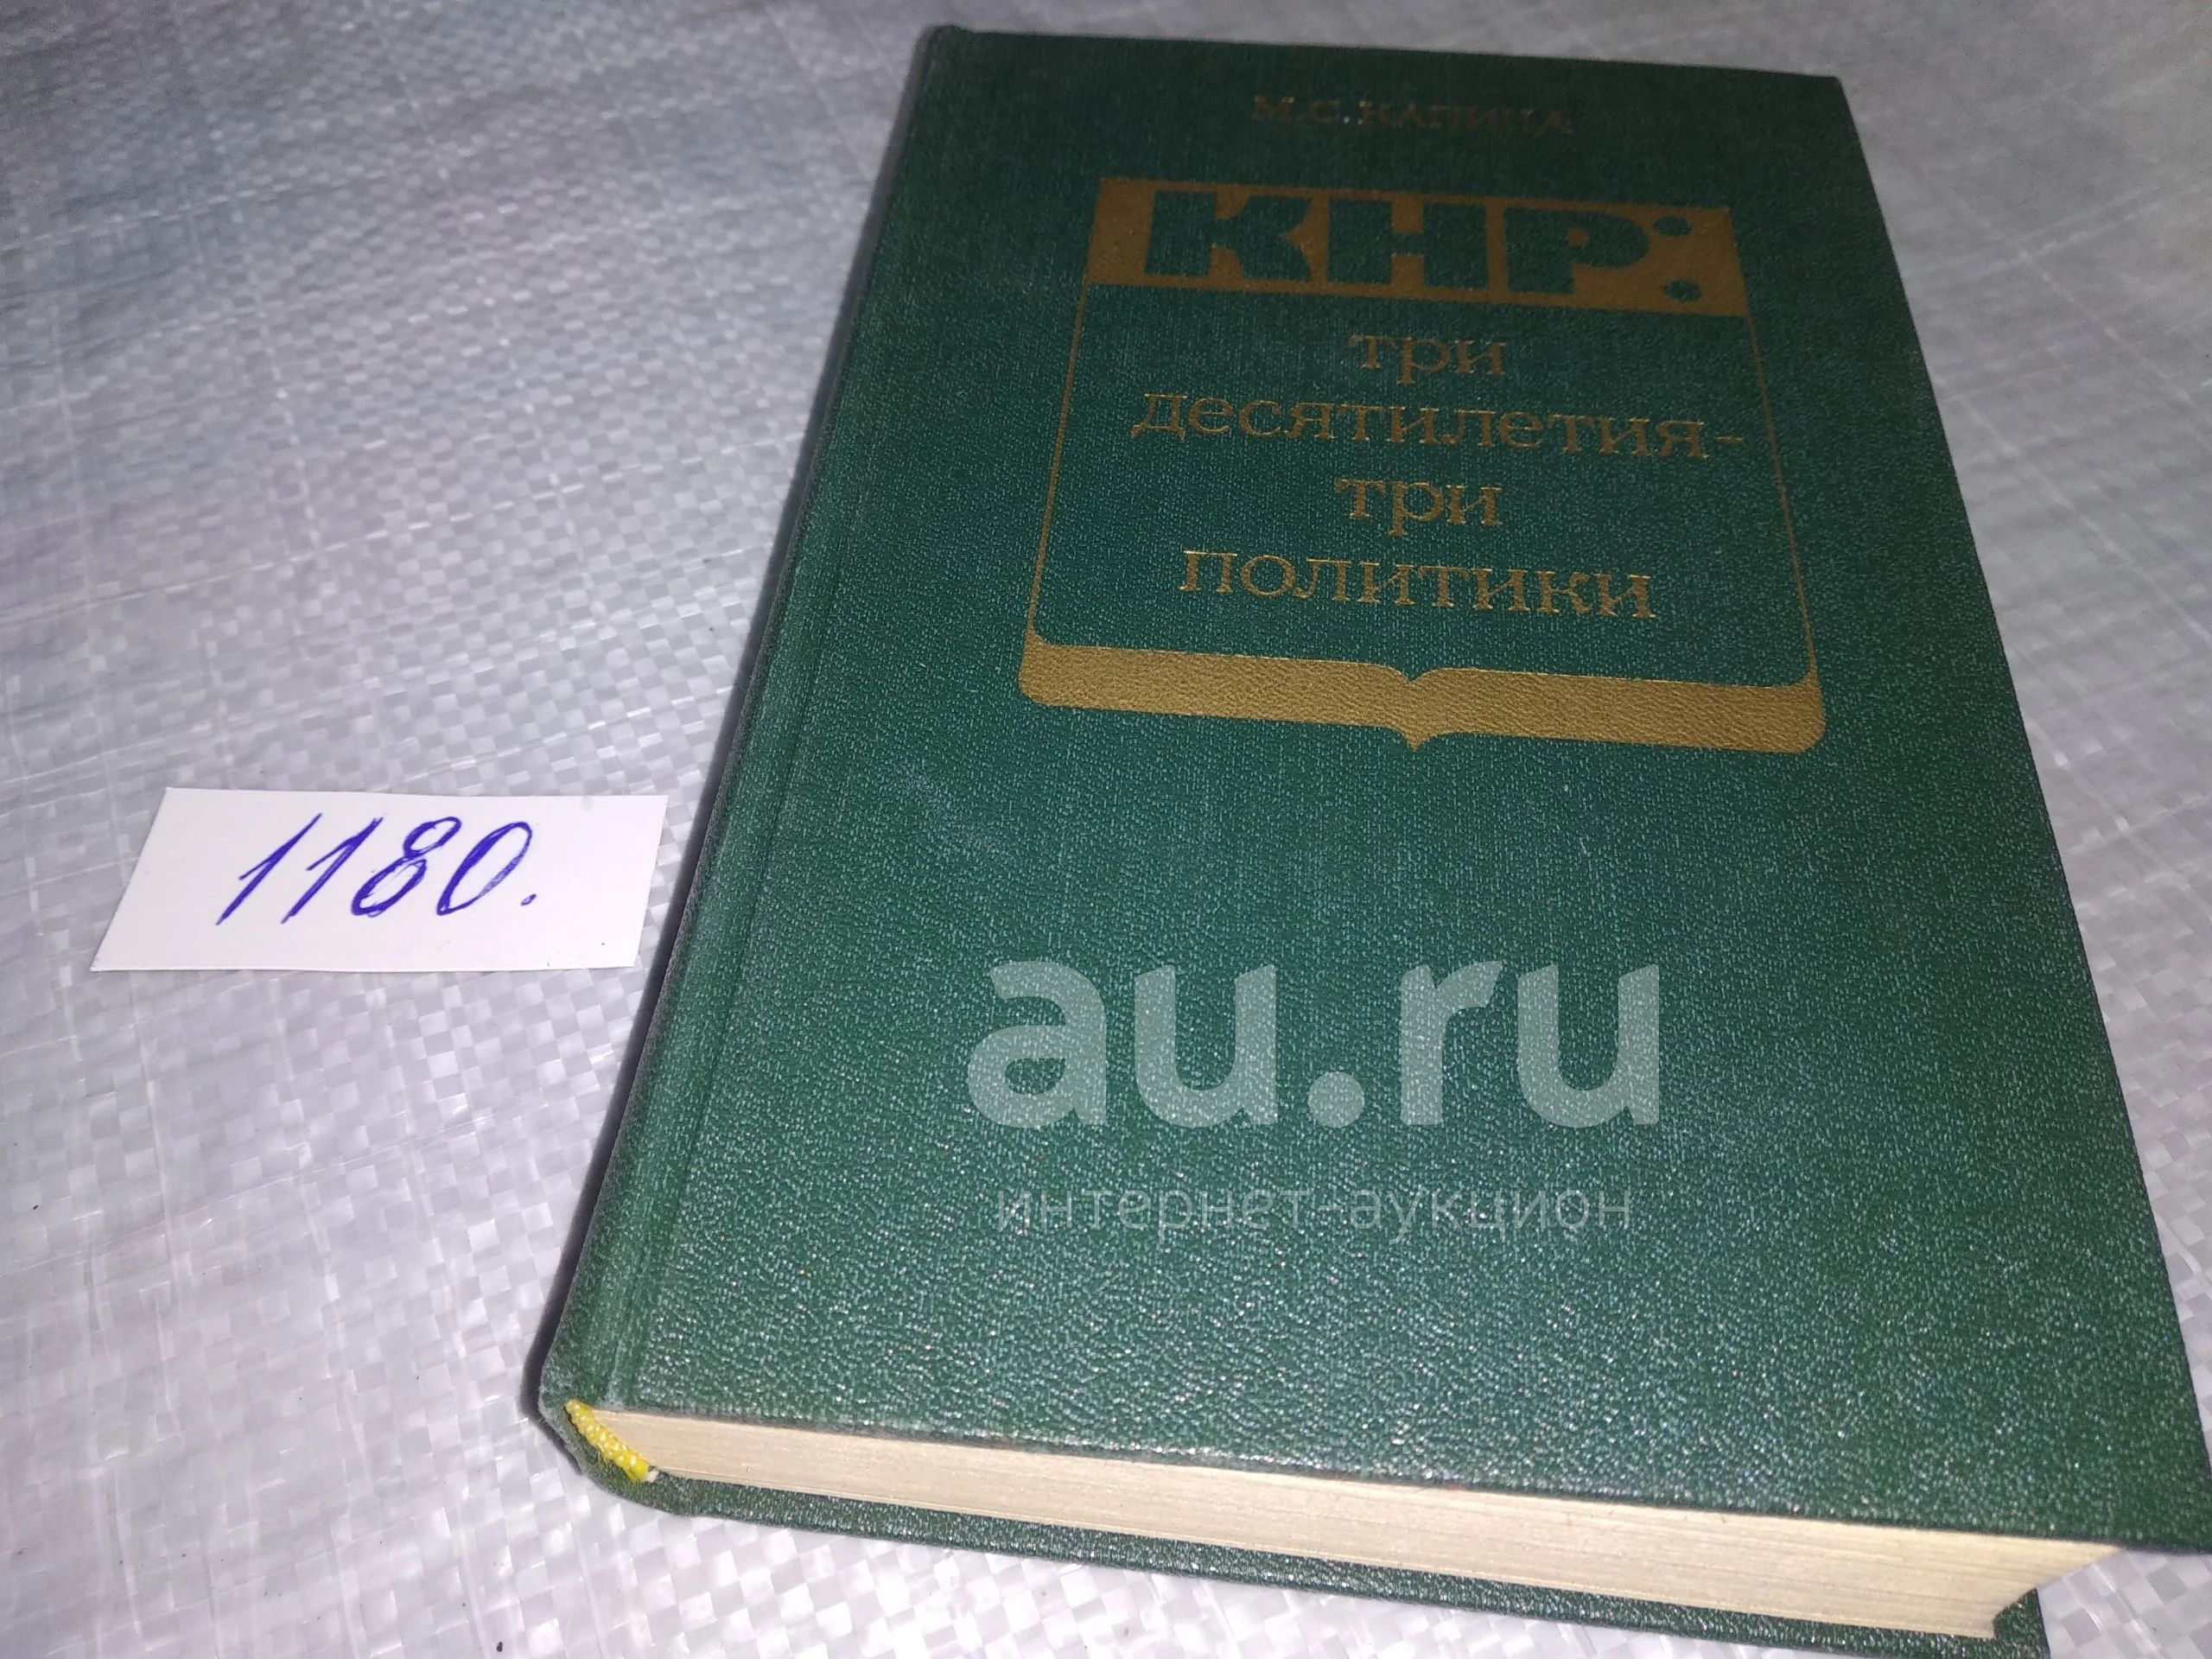 М.С. КАПИЦА
КНР:
три
десятилетия-
три
политики
1180.
au.ru
интернет-аукцион